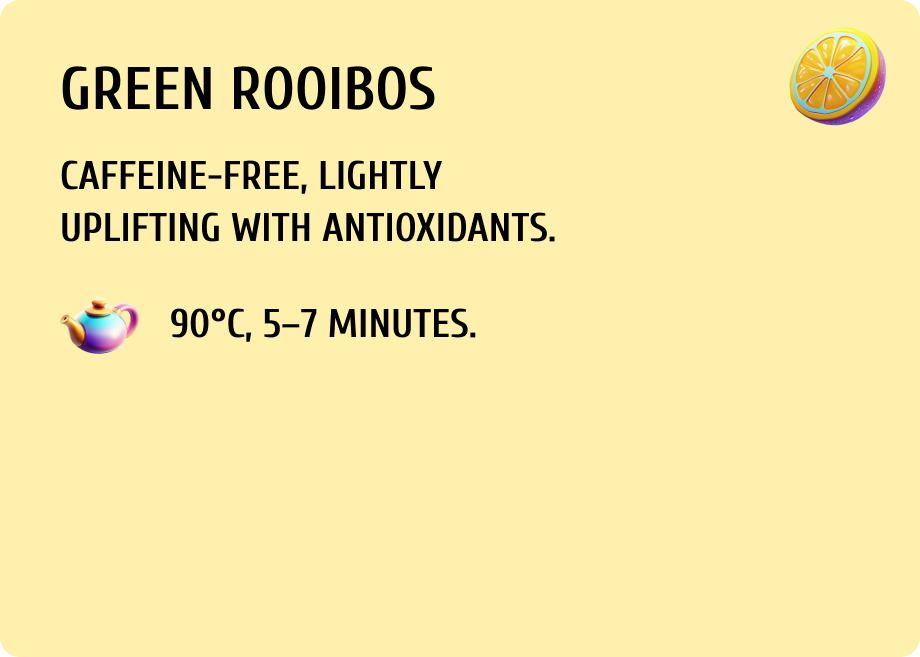 GREEN ROOIBOS
CAFFEINE-FREE, LIGHTLY
UPLIFTING WITH ANTIOXIDANTS.
90°C, 5–7 MINUTES.